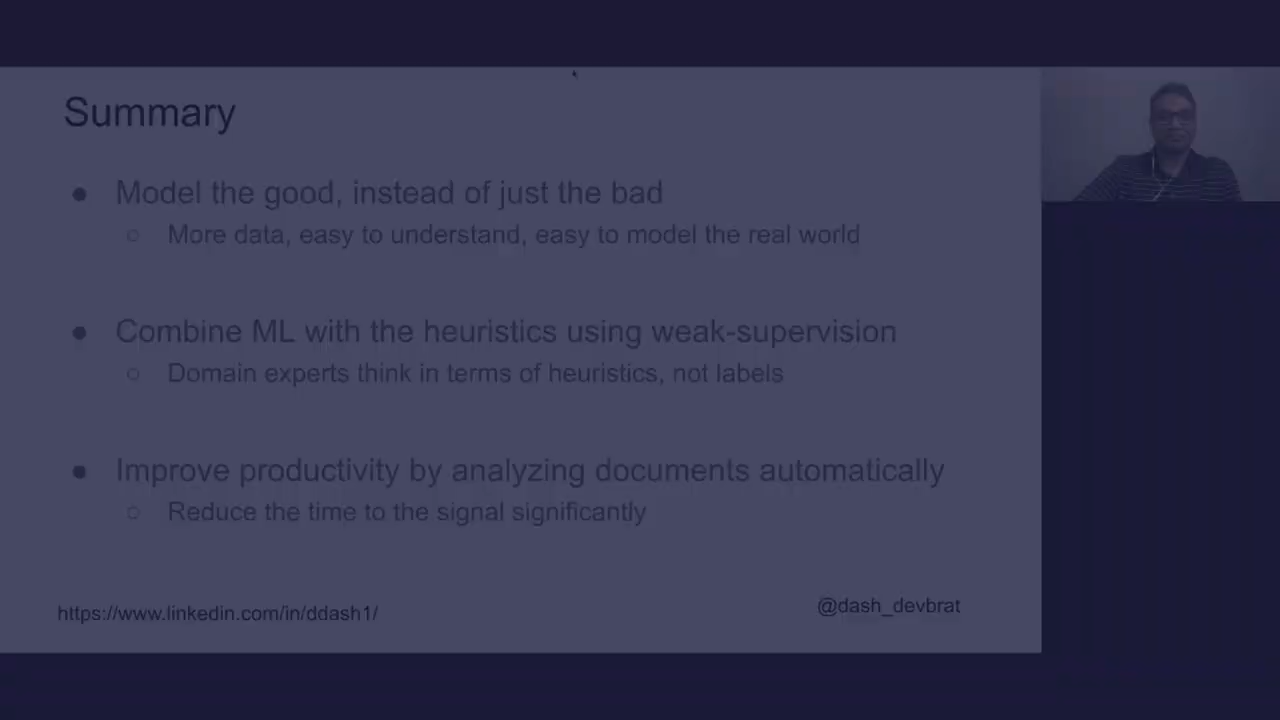 Summary
● Model the good, instead of just the bad
○ More data, easy to understand, easy to model the real world
● Combine ML with the heuristics using weak-supervision
○ Domain experts think in terms of heuristics, not labels
● Improve productivity by analyzing documents automatically
○ Reduce the time to the signal significantly
https://www.linkedin.com/in/ddash1/
@dash_devbrat